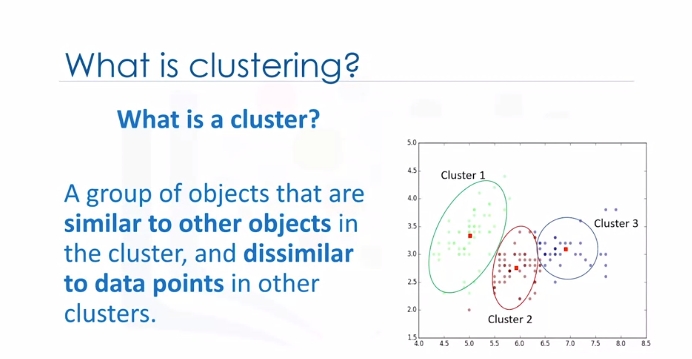 What is clustering?
What is a cluster?
A group of objects that are
similar to other objects in
the cluster, and dissimilar
to data points in other
clusters.
5.0
4.5
4.0
3.5
3.0
2.5
2.0
1.5
4.0 4.5 5.0 5.5 6.0 6.5 7.0 7.5 8.0 8.5
Cluster 1
Cluster 3
Cluster 2